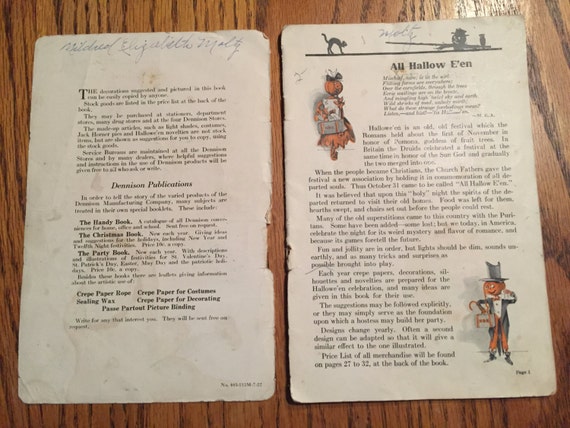 Mildred Elizabeth Moltz
THE decorations suggested and pictured in this book
can be easily copied by anyone.
Stock goods are listed in the price list at the back of the
book.
They may be purchased at stationers, department
stores, many drug stores and at the four Dennison Stores.
The made-up articles, such as light shades, costumes,
Jack Horner pies and Hallowe'en novelties are not stock
items, but are shown as suggestions for you to copy, using
the stock goods.
Service Bureaus are maintained at all the Dennison
Stores and by many dealers, where helpful suggestions
and instructions in the use of Dennison products will be
given free to all who ask or write.
Dennison Publications
In order to tell of the story of the varied products of the
Dennison Manufacturing Company, many subjects are
treated in their own special booklets. These include:
The Handy Book. A catalogue of all Dennison conveniences
for home, office and school. Sent free on request.
The Christmas Book. New each year. Giving ideas and
suggestions for the holidays, including New Year and
Twelfth Night festivities. Price 10c. a copy.
The Party Book. New each year. With descriptions
and illustrations of festivities for St. Valentine's Day,
St. Patrick's Day, Easter, May Day and the patriotic holidays.
Price 10c. a copy.
Besides these books there are leaflets giving information
about the artistic use of:
Crepe Paper Rope Crepe Paper for Costumes
Sealing Wax Crepe Paper for Decorating
Passe Partout Picture Binding
Write for any that interest you. They will be sent free on
request.
Moltz
All Hallow E'en
Flitting forms are everywhere;
Over the cornfields, through the trees
M.G.A.
Hallowe'en is an old, old festival which the
Romans held about the first of November in
honor of Pomona, goddess of fruit trees. In
Britain the Druids celebrated a festival at the
same time in honor of the Sun God and gradually
the two merged into one.
When the people became Christians, the Church Fathers gave the
festival a new association by holding it in commemoration of all departed
souls. Thus October 31 came to be called "All Hallow E'en."
It was believed that upon this "holy" night the spirits of the departed
returned to visit their old homes. Food was left for them,
hearths swept, and chairs set out before the people could rest.
Many of the old superstitions came to this country with the Puritans.
Some have been added—some lost; but we today, in America,
celebrate the night for its weird mystery and flavor of romance, and
because its games foretell the future.
Fun and jollity are in order, but lights should be dim, sounds unearthly,
and as many tricks and surprises as
possible brought into play.
Each year crepe papers, decorations, silhouettes
and novelties are prepared for the
Hallowe'en celebration, and many ideas are
given in this book for their use.
The suggestions may be followed explicitly,
or they may simply serve as the foundation
upon which a hostess may build her party.
Designs change yearly. Often a second
design can be adapted so that it will give a
similar effect to the one illustrated.
Price List of all merchandise will be found
on pages 27 to 32, at the back of the book.
Page 1